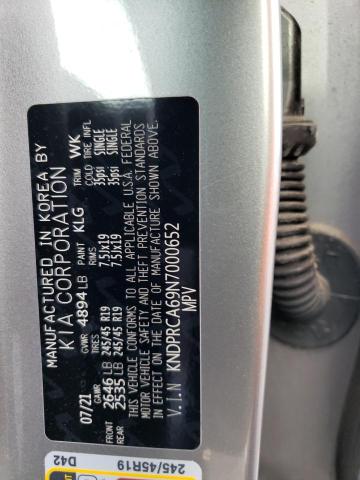 MANUFACTURED IN KOREA BY
KIA CORPORATION
07/21 GVWR 4894 LB PAINT KLG TRIM WK
GAWR TIRES RIMS COLD TIRE INFL
FRONT 2646 LB 245/45 R19 7.5JX19 35psi SINGLE
REAR 2535 LB 245/45 R19 7.5JX19 35psi SINGLE
THIS VEHICLE CONFORMS TO ALL APPLICABLE U.S.A. FEDERAL
MOTOR VEHICLE SAFETY AND THEFT PREVENTION STANDARDS
IN EFFECT ON THE DATE OF MANUFACTURE SHOWN ABOVE.
V.I.N KNDPRCA69N7000652
MPV
245/45R19
D42